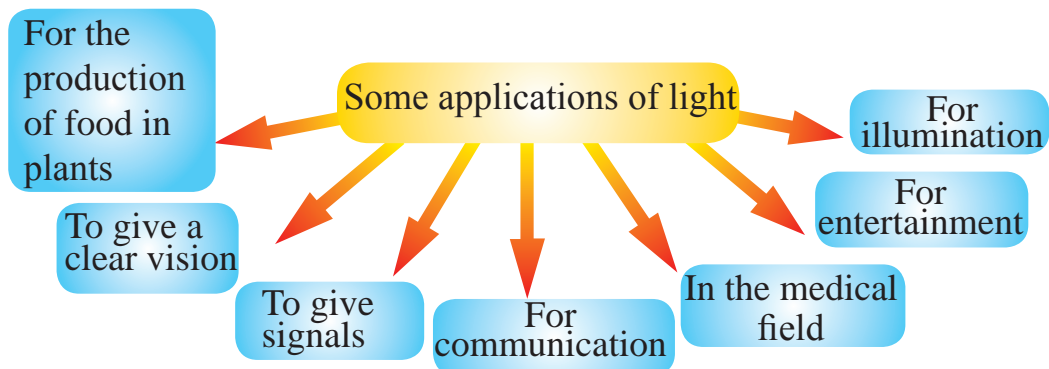 Some applications of light
For the
production
of food in
plants
To give a
clear vision
To give
signals
For
communication
In the medical
field
For
entertainment
For
illumination